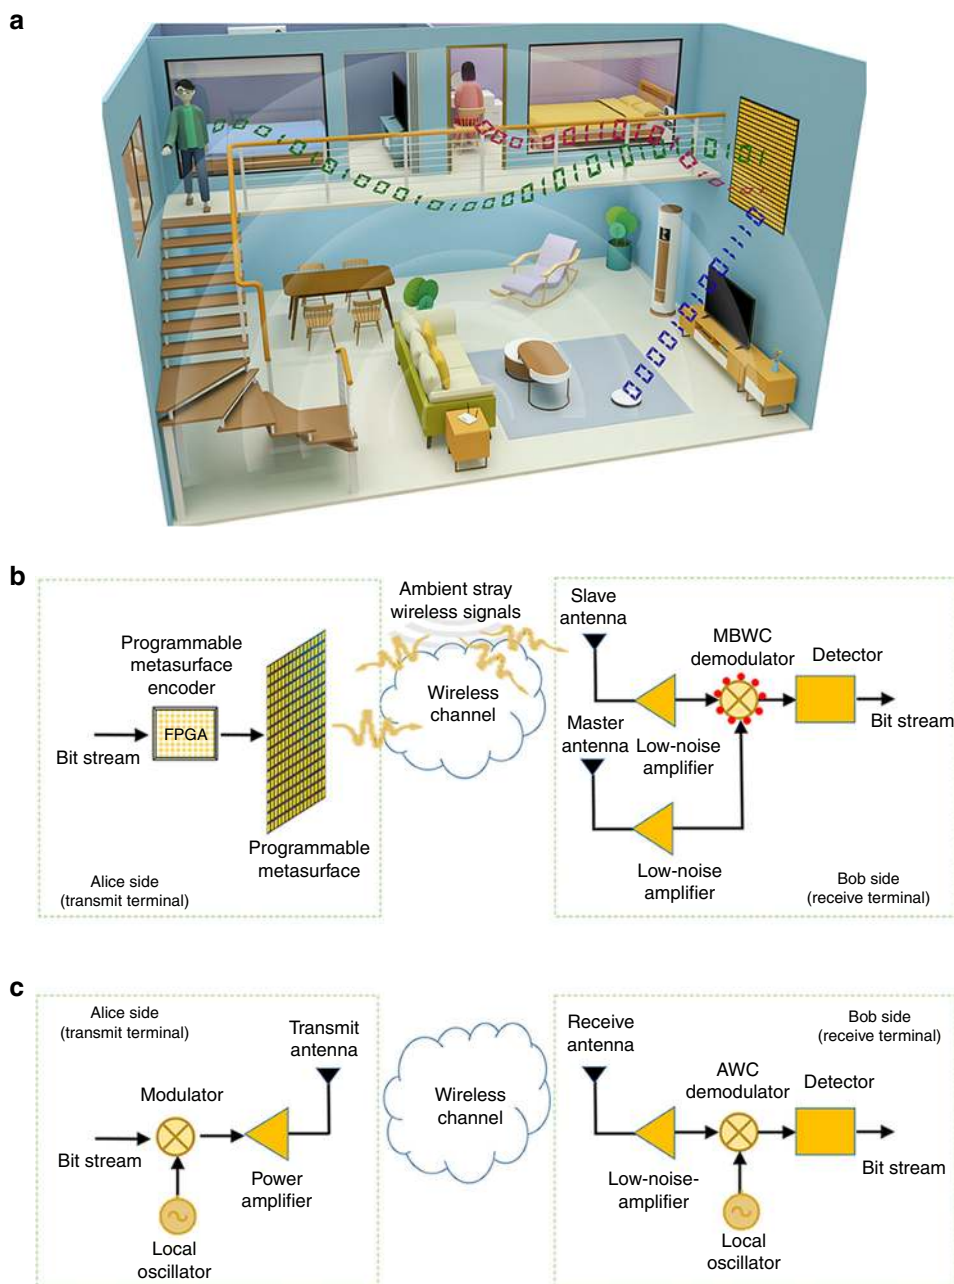 a
b
Ambient stray
wireless signals
Programmable
metasurface
encoder
FPGA
Bit stream
Programmable
metasurface
Alice side
(transmit terminal)
Wireless
channel
Slave
antenna
MBWC
demodulator
Detector
Bit stream
Master
antenna
Low-noise
amplifier
Low-noise
amplifier
Bob side
(receive terminal)
c
Alice side
(transmit terminal)
Transmit
antenna
Modulator
Bit stream
Power
amplifier
Local
oscillator
Wireless
channel
Receive
antenna
Bob side
(receive terminal)
AWC
demodulator
Detector
Bit stream
Low-noise-
amplifier
Local
oscillator